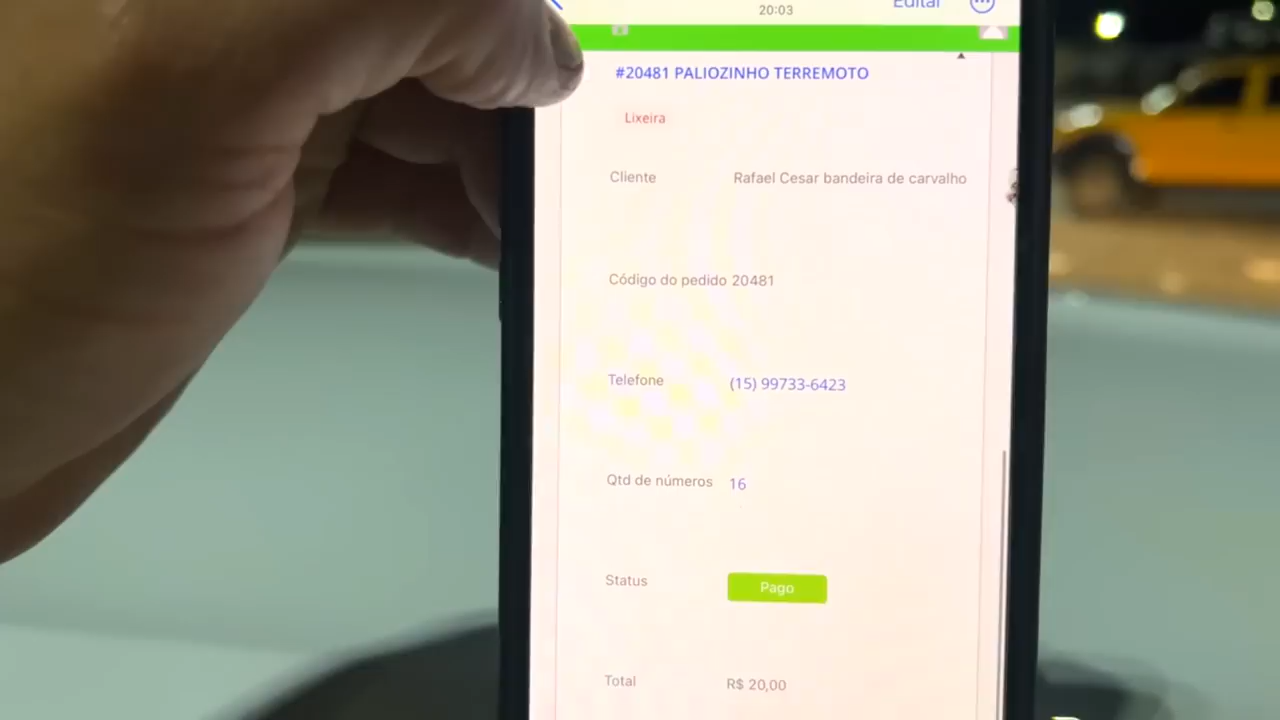 20:03
Editar
#20481 PALIOZINHO TERREMOTO
Lixeira
Cliente Rafael Cesar bandeira de carvalho
Código do pedido 20481
Telefone (15) 99733-6423
Qtd de números 16
Status Pago
Total R$ 20,00